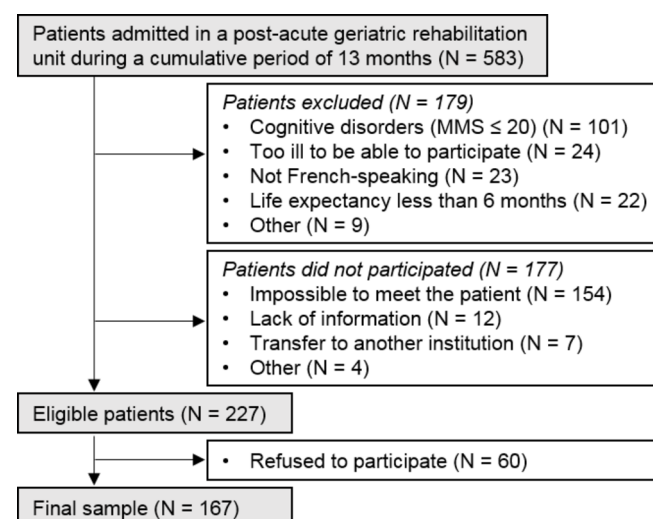 Patients admitted in a post-acute geriatric rehabilitation
unit during a cumulative period of 13 months (N = 583)
Patients excluded (N = 179)
• Cognitive disorders (MMS ≤ 20) (N = 101)
• Too ill to be able to participate (N = 24)
• Not French-speaking (N = 23)
• Life expectancy less than 6 months (N = 22)
• Other (N = 9)
Patients did not participated (N = 177)
• Impossible to meet the patient (N = 154)
• Lack of information (N = 12)
• Transfer to another institution (N = 7)
• Other (N = 4)
Eligible patients (N = 227)
• Refused to participate (N = 60)
Final sample (N = 167)